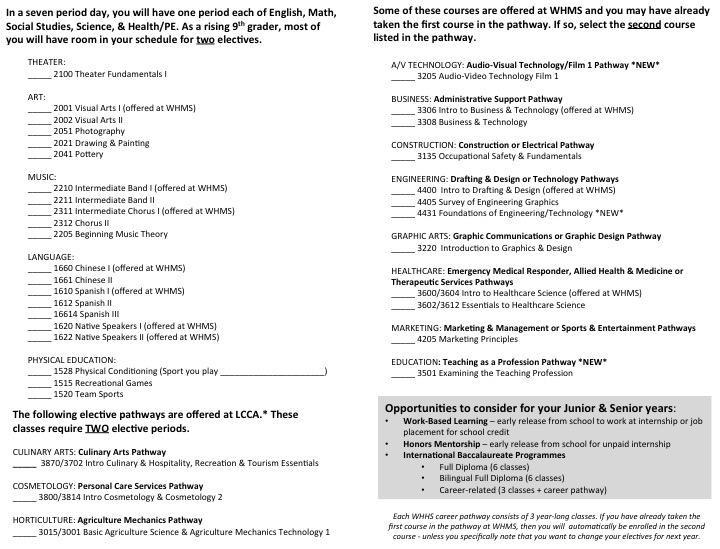 In a seven period day, you will have one period each of English, Math,
Social Studies, Science, & Health/PE. As a rising 9th grader, most of
you will have room in your schedule for two electives.
THEATER:
_____ 2100 Theater Fundamentals I
ART:
_____ 2001 Visual Arts I (offered at WHMS)
_____ 2002 Visual Arts II
_____ 2051 Photography
_____ 2021 Drawing & Painting
_____ 2041 Pottery
MUSIC:
_____ 2210 Intermediate Band I (offered at WHMS)
_____ 2211 Intermediate Band II
_____ 2311 Intermediate Chorus I (offered at WHMS)
_____ 2312 Chorus II
_____ 2205 Beginning Music Theory
LANGUAGE:
_____ 1660 Chinese I (offered at WHMS)
_____ 1661 Chinese II
_____ 1610 Spanish I (offered at WHMS)
_____ 1612 Spanish II
_____ 16614 Spanish III
_____ 1620 Native Speakers I (offered at WHMS)
_____ 1622 Native Speakers II (offered at WHMS)
PHYSICAL EDUCATION:
_____ 1528 Physical Conditioning (Sport you play ______________________)
_____ 1515 Recreational Games
_____ 1520 Team Sports
The following elective pathways are offered at LCCA.* These
classes require TWO elective periods.
CULINARY ARTS: Culinary Arts Pathway
_____ 3870/3702 Intro Culinary & Hospitality, Recreation & Tourism Essentials
COSMETOLOGY: Personal Care Services Pathway
_____ 3800/3814 Intro Cosmetology & Cosmetology 2
HORTICULTURE: Agriculture Mechanics Pathway
_____ 3015/3001 Basic Agriculture Science & Agriculture Mechanics Technology 1
Some of these courses are offered at WHMS and you may have already
taken the first course in the pathway. If so, select the second course
listed in the pathway.
A/V TECHNOLOGY: Audio-Visual Technology/Film 1 Pathway *NEW*
_____ 3205 Audio-Video Technology Film 1
BUSINESS: Administrative Support Pathway
_____ 3306 Intro to Business & Technology (offered at WHMS)
_____ 3308 Business & Technology
CONSTRUCTION: Construction or Electrical Pathway
_____ 3135 Occupational Safety & Fundamentals
ENGINEERING: Drafting & Design or Technology Pathways
_____ 4400 Intro to Drafting & Design (offered at WHMS)
_____ 4405 Survey of Engineering Graphics
_____ 4431 Foundations of Engineering/Technology *NEW*
GRAPHIC ARTS: Graphic Communications or Graphic Design Pathway
_____ 3220 Introduction to Graphics & Design
HEALTHCARE: Emergency Medical Responder, Allied Health & Medicine or
Therapeutic Services Pathways
_____ 3600/3604 Intro to Healthcare Science (offered at WHMS)
_____ 3602/3612 Essentials to Healthcare Science
MARKETING: Marketing & Management or Sports & Entertainment Pathways
_____ 4205 Marketing Principles
EDUCATION: Teaching as a Profession Pathway *NEW*
_____ 3501 Examining the Teaching Profession
Opportunities to consider for your Junior & Senior years:
• Work-Based Learning – early release from school to work at internship or job
placement for school credit
• Honors Mentorship – early release from school for unpaid internship
• International Baccalaureate Programmes
• Full Diploma (6 classes)
• Bilingual Full Diploma (6 classes)
• Career-related (3 classes + career pathway)
Each WHHS career pathway consists of 3 year-long classes. If you have already taken the
first course in the pathway at WHMS, then you will automatically be enrolled in the second
course - unless you specifically note that you want to change your electives for next year.